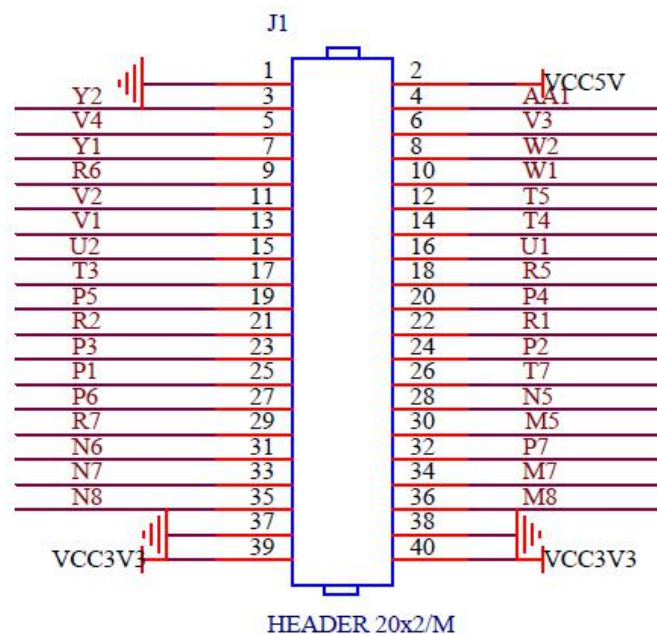 J1
1 2 VCC5V
Y2 3 4 AA1
V4 5 6 V3
Y1 7 8 W2
R6 9 10 W1
V2 11 12 T5
V1 13 14 T4
U2 15 16 U1
T3 17 18 R5
P5 19 20 P4
R2 21 22 R1
P3 23 24 P2
P1 25 26 T7
P6 27 28 N5
R7 29 30 M5
N6 31 32 P7
N7 33 34 M7
N8 35 36 M8
37 38
VCC3V3 39 40 VCC3V3
HEADER 20x2/M